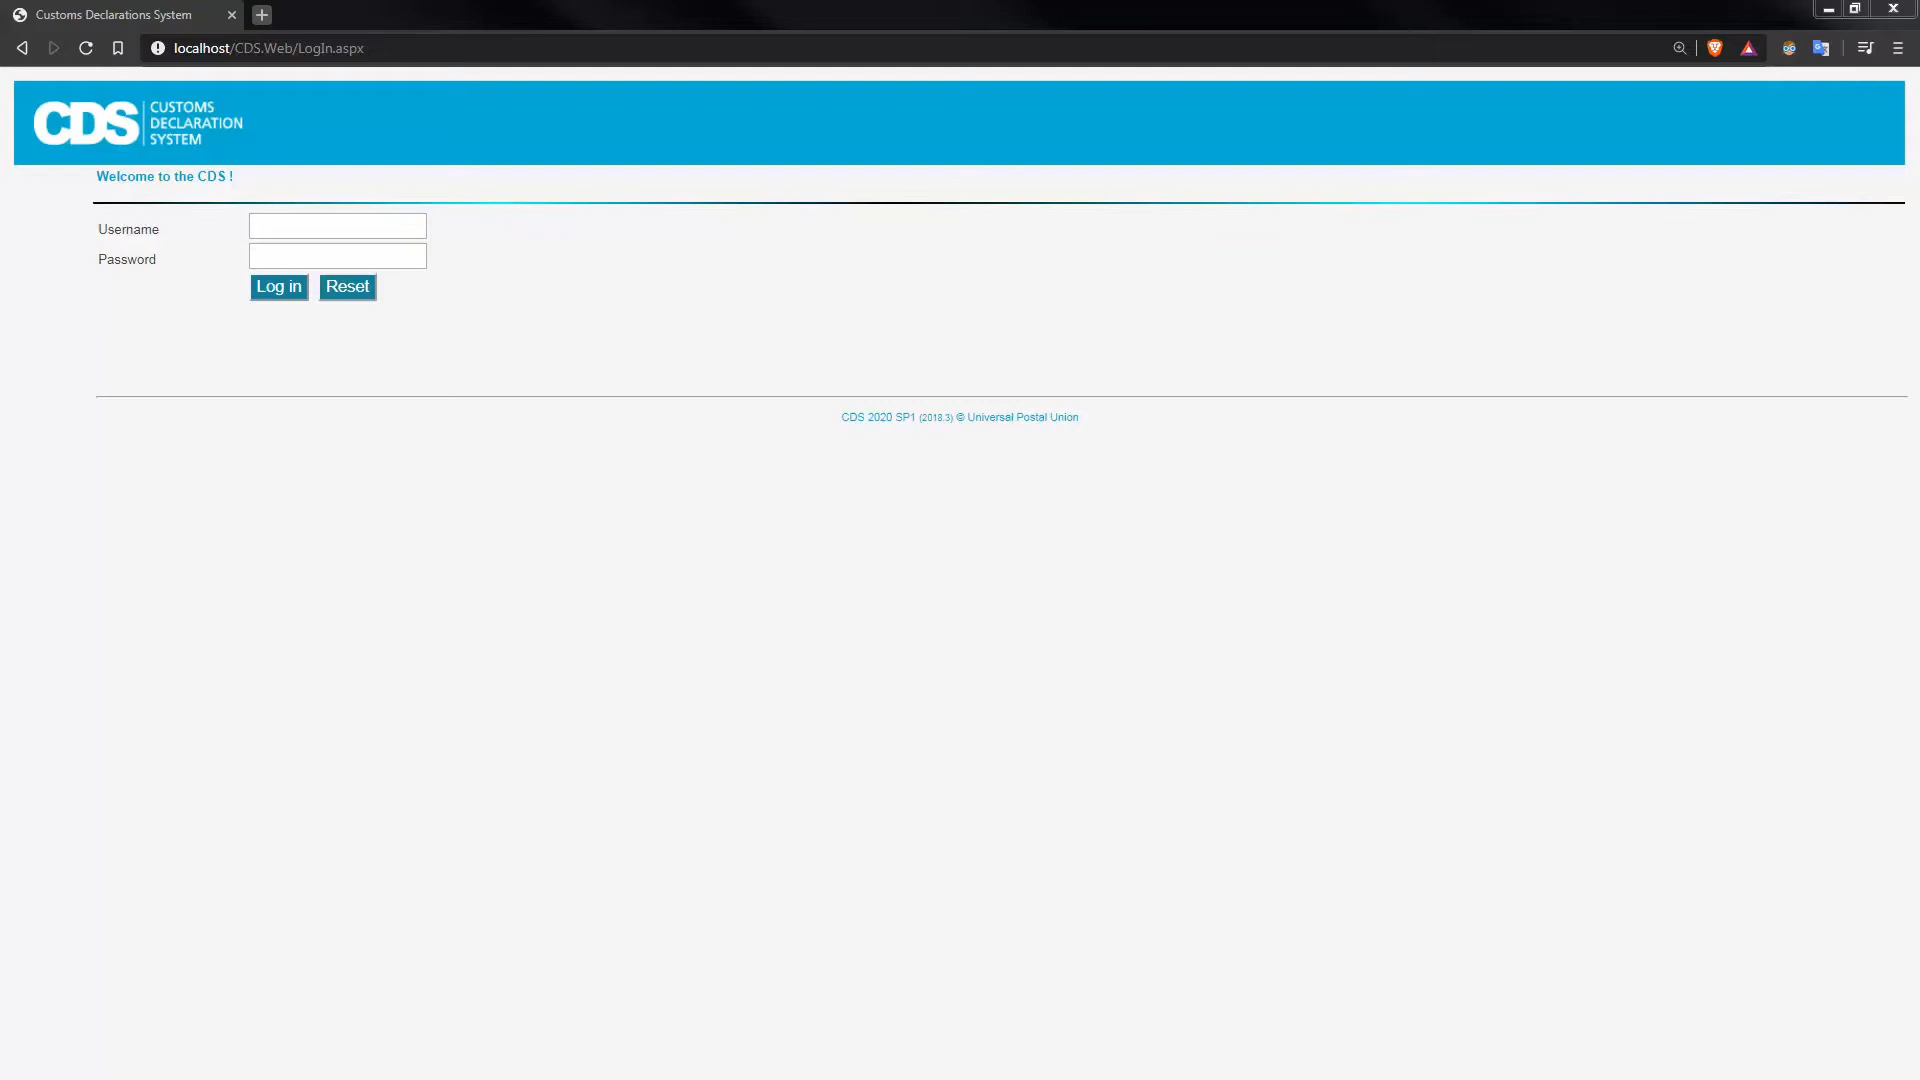 Customs Declarations System
localhost/CDS.Web/LogIn.aspx
CDS CUSTOMS
DECLARATION
SYSTEM
Welcome to the CDS !
Username
Password
Log in Reset
CDS 2020 SP1 (2018.3) © Universal Postal Union